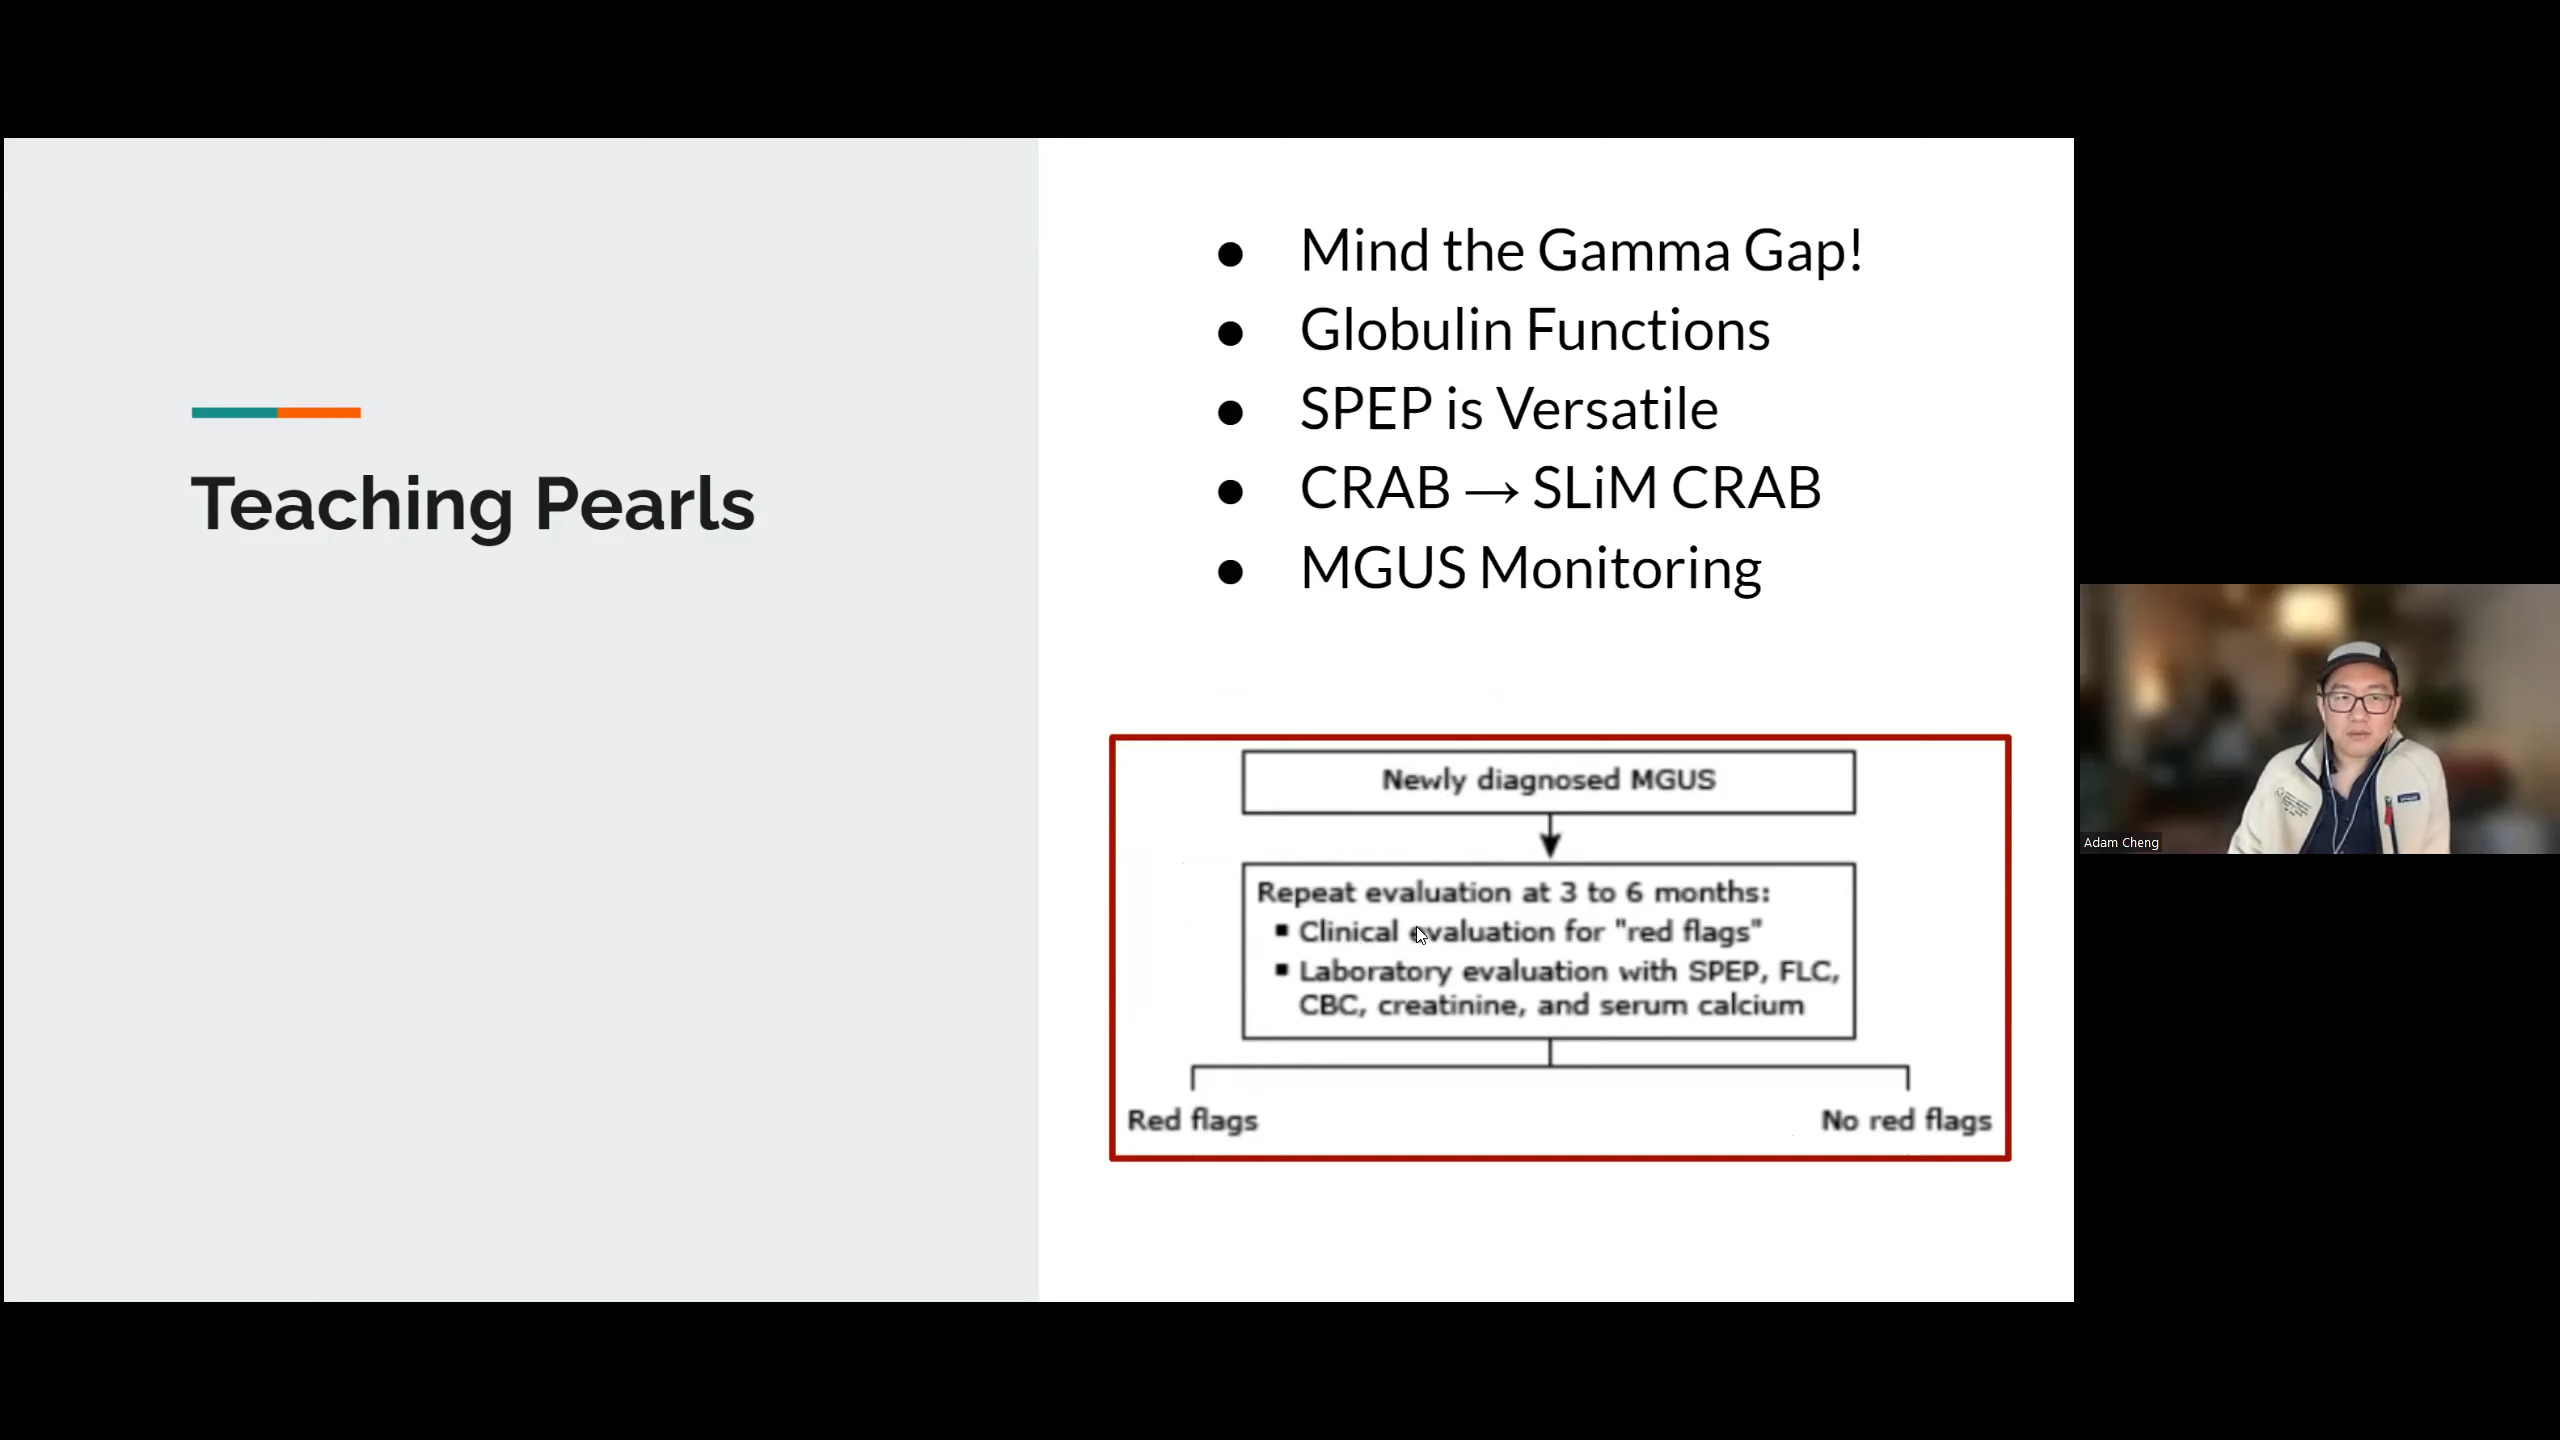 Teaching Pearls
● Mind the Gamma Gap!
● Globulin Functions
● SPEP is Versatile
● CRAB → SLiM CRAB
● MGUS Monitoring
Newly diagnosed MGUS
Repeat evaluation at 3 to 6 months:
▪ Clinical evaluation for "red flags"
▪ Laboratory evaluation with SPEP, FLC,
CBC, creatinine, and serum calcium
Red flags
No red flags
Adam Cheng